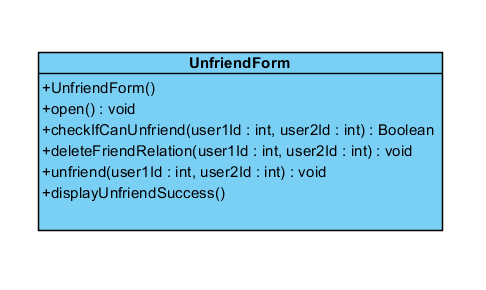 UnfriendForm
+UnfriendForm()
+open() : void
+checkIfCanUnfriend(user1Id : int, user2Id : int) : Boolean
+deleteFriendRelation(user1Id : int, user2Id : int) : void
+unfriend(user1Id : int, user2Id : int) : void
+displayUnfriendSuccess()